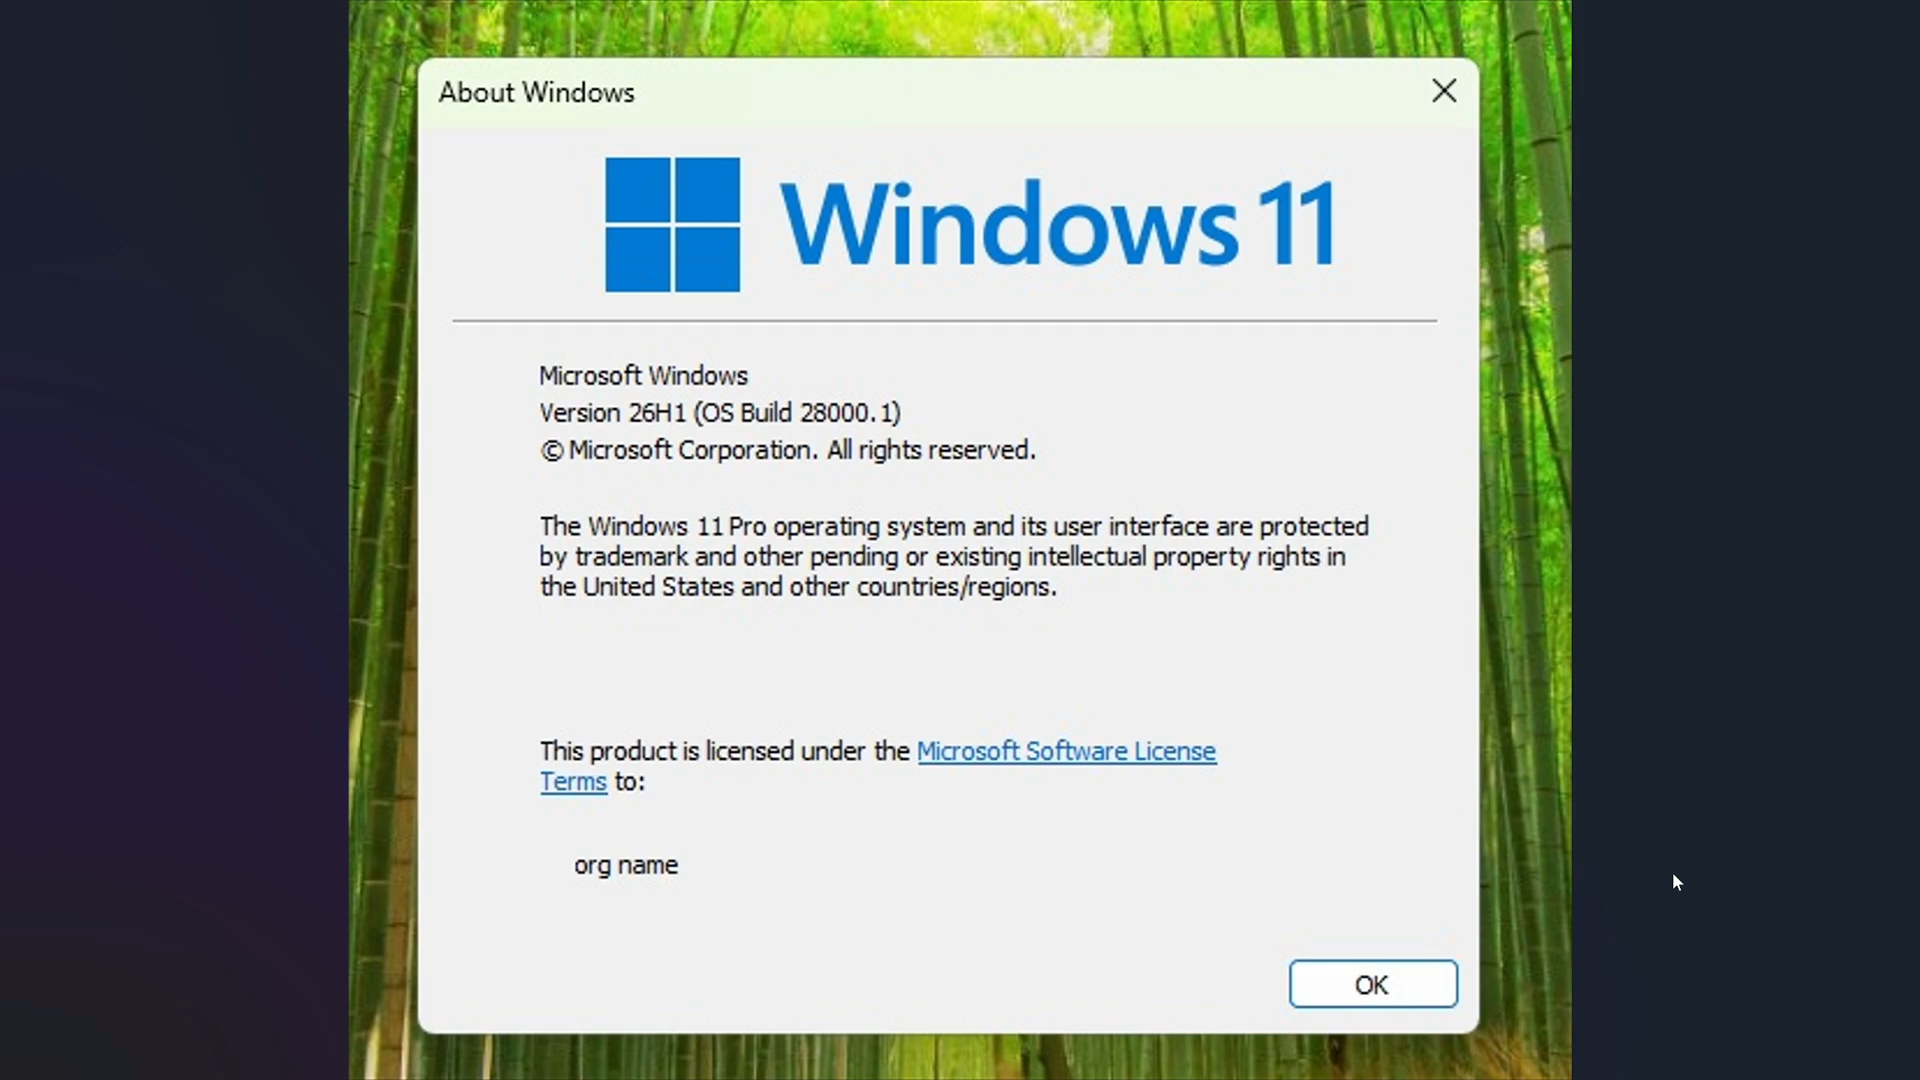 About Windows
Windows 11
Microsoft Windows
Version 26H1 (OS Build 28000.1)
© Microsoft Corporation. All rights reserved.
The Windows 11 Pro operating system and its user interface are protected
by trademark and other pending or existing intellectual property rights in
the United States and other countries/regions.
This product is licensed under the Microsoft Software License
Terms to:
org name
OK